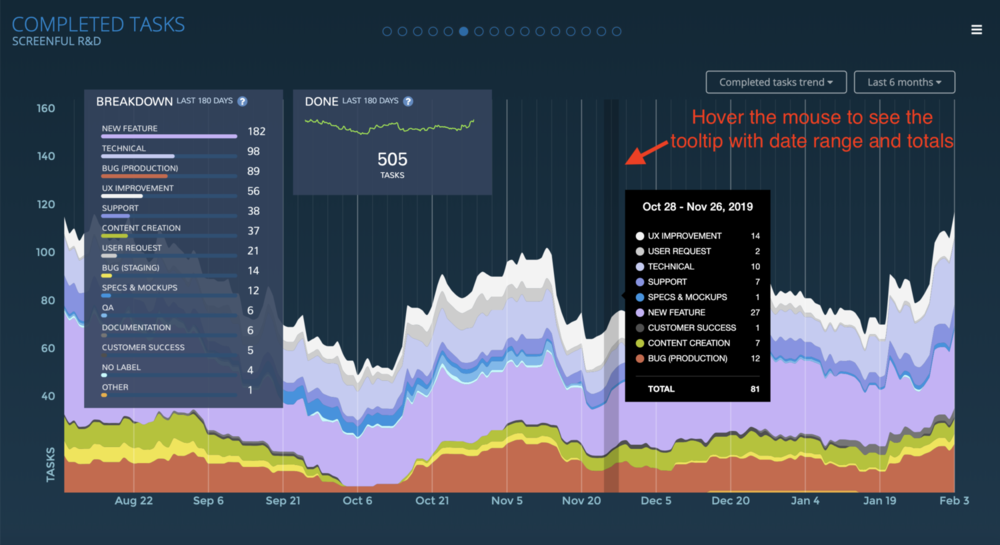 COMPLETED TASKS
SCREENFUL R&D
Completed tasks trend
Last 6 months
BREAKDOWN LAST 180 DAYS ?
NEW FEATURE 182
TECHNICAL 98
BUG (PRODUCTION) 89
UX IMPROVEMENT 56
SUPPORT 38
CONTENT CREATION 37
USER REQUEST 21
BUG (STAGING) 14
SPECS & MOCKUPS 12
QA 6
DOCUMENTATION 6
CUSTOMER SUCCESS 5
NO LABEL 4
OTHER 1
DONE LAST 180 DAYS ?
505
TASKS
Hover the mouse to see the
tooltip with date range and totals
Oct 28 - Nov 26, 2019
UX IMPROVEMENT 14
USER REQUEST 2
TECHNICAL 10
SUPPORT 7
SPECS & MOCKUPS 1
NEW FEATURE 27
CUSTOMER SUCCESS 1
CONTENT CREATION 7
BUG (PRODUCTION) 12
TOTAL 81
160
140
120
100
80
60
40
TASKS
Aug 22 Sep 6 Sep 21 Oct 6 Oct 21 Nov 5 Nov 20 Dec 5 Dec 20 Jan 4 Jan 19 Feb 3